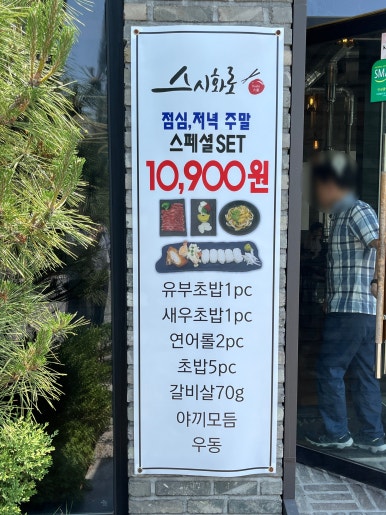 스시화로
점심,저녁 주말
스페셜SET
10,900원
유부초밥1pc
새우초밥1pc
연어롤2pc
초밥5pc
갈비살70g
야끼모듬
우동